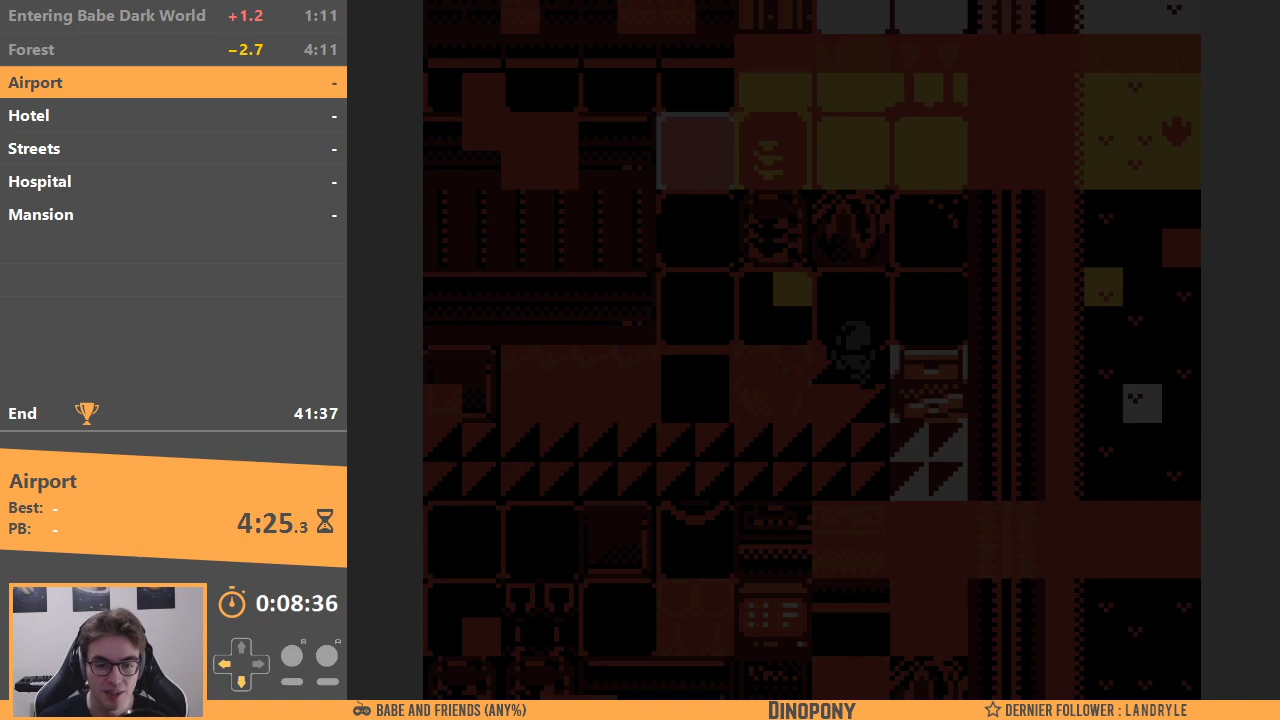 Entering Babe Dark World +1.2 1:11
Forest −2.7 4:11
Airport -
Hotel -
Streets -
Hospital -
Mansion -
End 41:37
Airport
Best: -
PB: -
4:25.3
0:08:36
B A
BABE AND FRIENDS (ANY%) DINOPONY DERNIER FOLLOWER : LANDRYLE